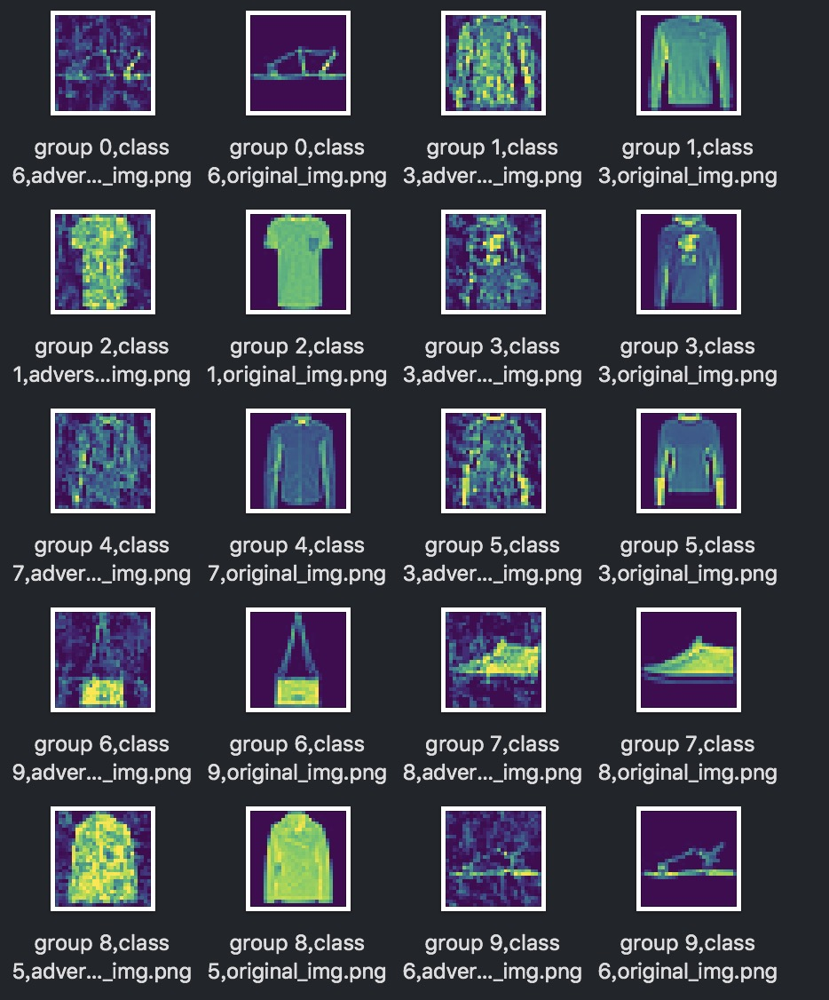 group 0,class
6,adver..._img.png
group 0,class
6,original_img.png
group 1,class
3,adver..._img.png
group 1,class
3,original_img.png
group 2,class
1,advers...img.png
group 2,class
1,original_img.png
group 3,class
3,adver..._img.png
group 3,class
3,original_img.png
group 4,class
7,adver..._img.png
group 4,class
7,original_img.png
group 5,class
3,adver..._img.png
group 5,class
3,original_img.png
group 6,class
9,adver..._img.png
group 6,class
9,original_img.png
group 7,class
8,adver..._img.png
group 7,class
8,original_img.png
group 8,class
5,adver..._img.png
group 8,class
5,original_img.png
group 9,class
6,adver..._img.png
group 9,class
6,original_img.png